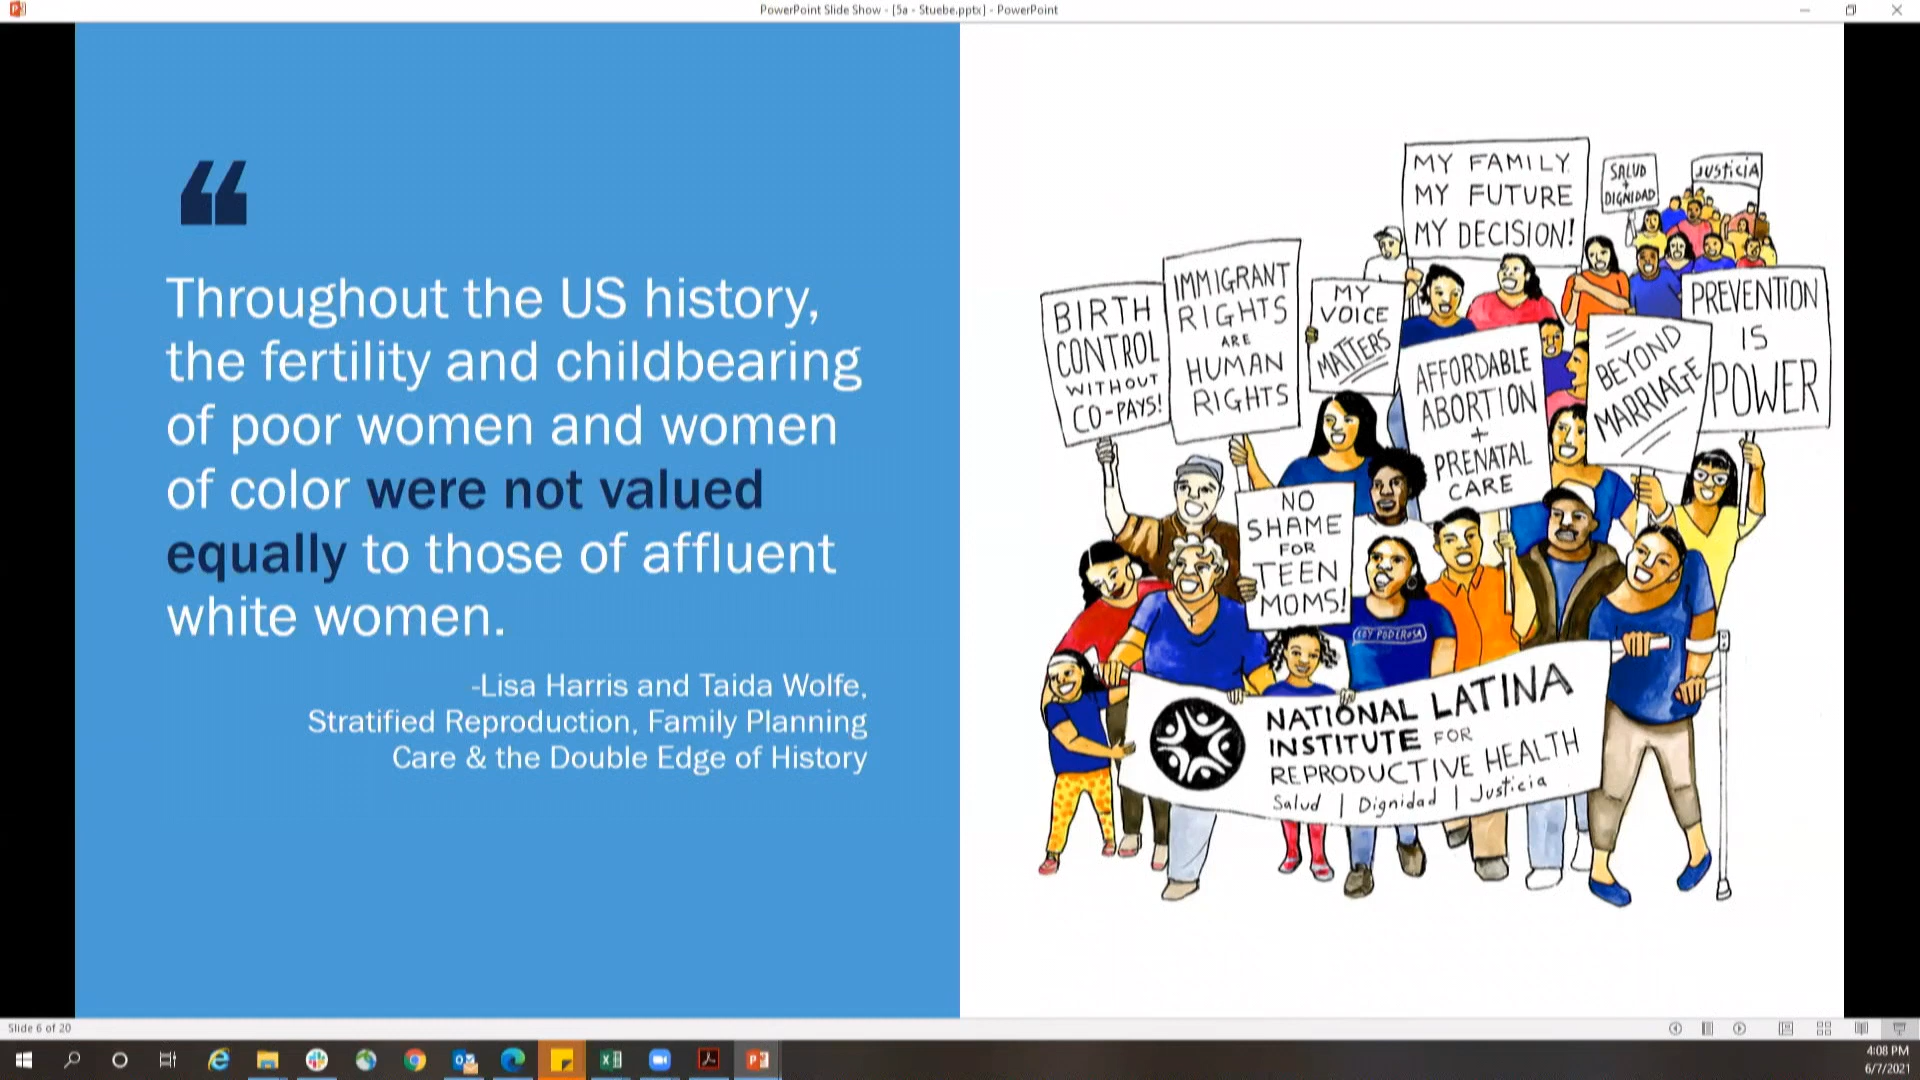 PowerPoint Slide Show - [5a - Stuebe.pptx] - PowerPoint
“
Throughout the US history,
the fertility and childbearing
of poor women and women
of color were not valued
equally to those of affluent
white women.
-Lisa Harris and Taida Wolfe,
Stratified Reproduction, Family Planning
Care & the Double Edge of History
MY FAMILY
MY FUTURE
MY DECISION!
SALUD
+
DIGNIDAD
JUSTICIA
BIRTH
CONTROL
WITHOUT
CO-PAYS!
IMMIGRANT
RIGHTS
ARE
HUMAN
RIGHTS
MY
VOICE
MATTERS
AFFORDABLE
ABORTION
+
PRENATAL
CARE
BEYOND
MARRIAGE
PREVENTION
IS
POWER
NO
SHAME
FOR
TEEN
MOMS!
SOY PODEROSA
NATIONAL LATINA
INSTITUTE FOR
REPRODUCTIVE HEALTH
Salud | Dignidad | Justicia
Slide 6 of 20
4:08 PM
6/7/2021